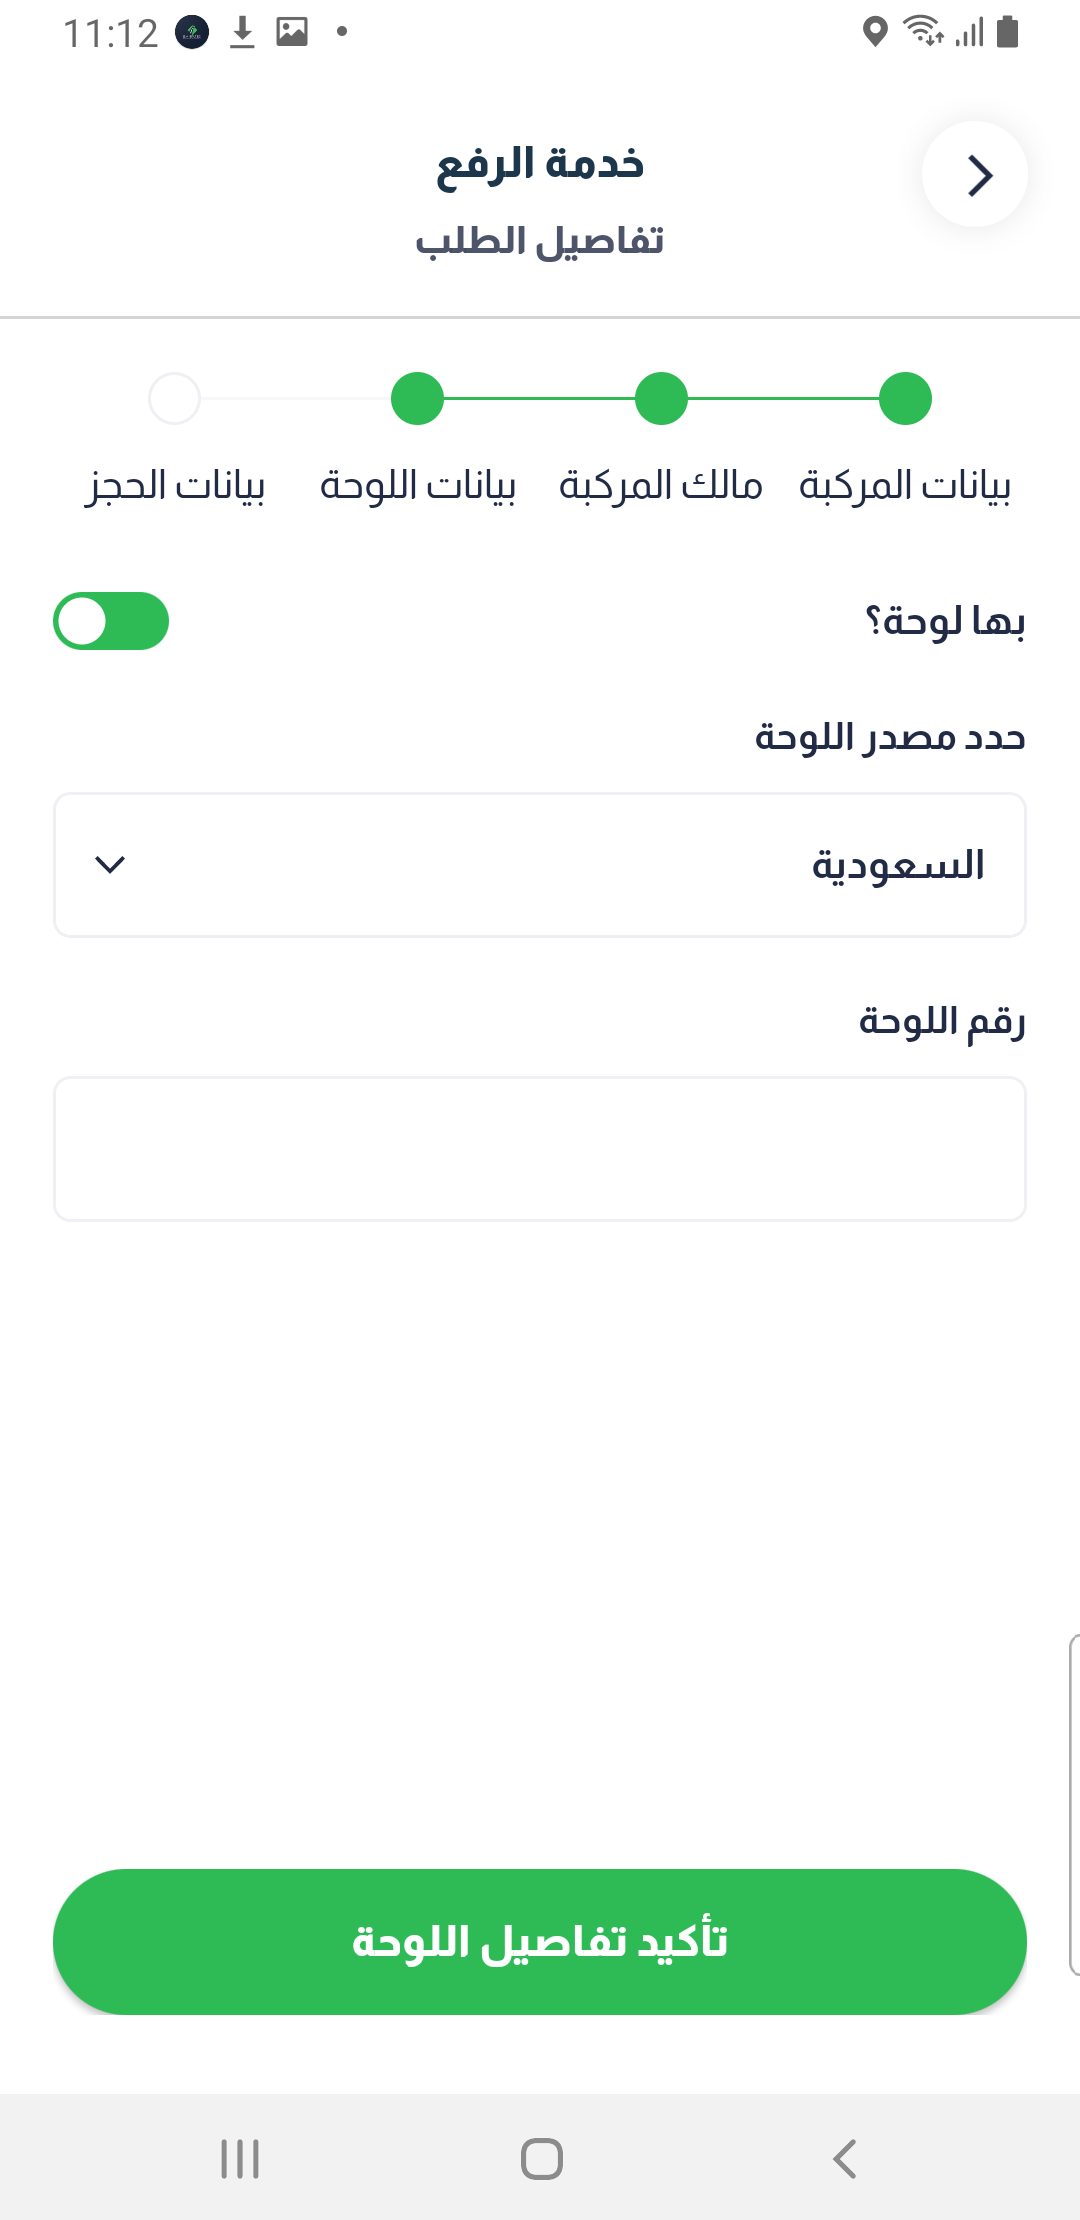 11:12
خدمة الرفع
تفاصيل الطلب
بيانات المركبة
مالك المركبة
بيانات اللوحة
بيانات الحجز
بها لوحة؟
حدد مصدر اللوحة
السعودية
رقم اللوحة
تأكيد تفاصيل اللوحة